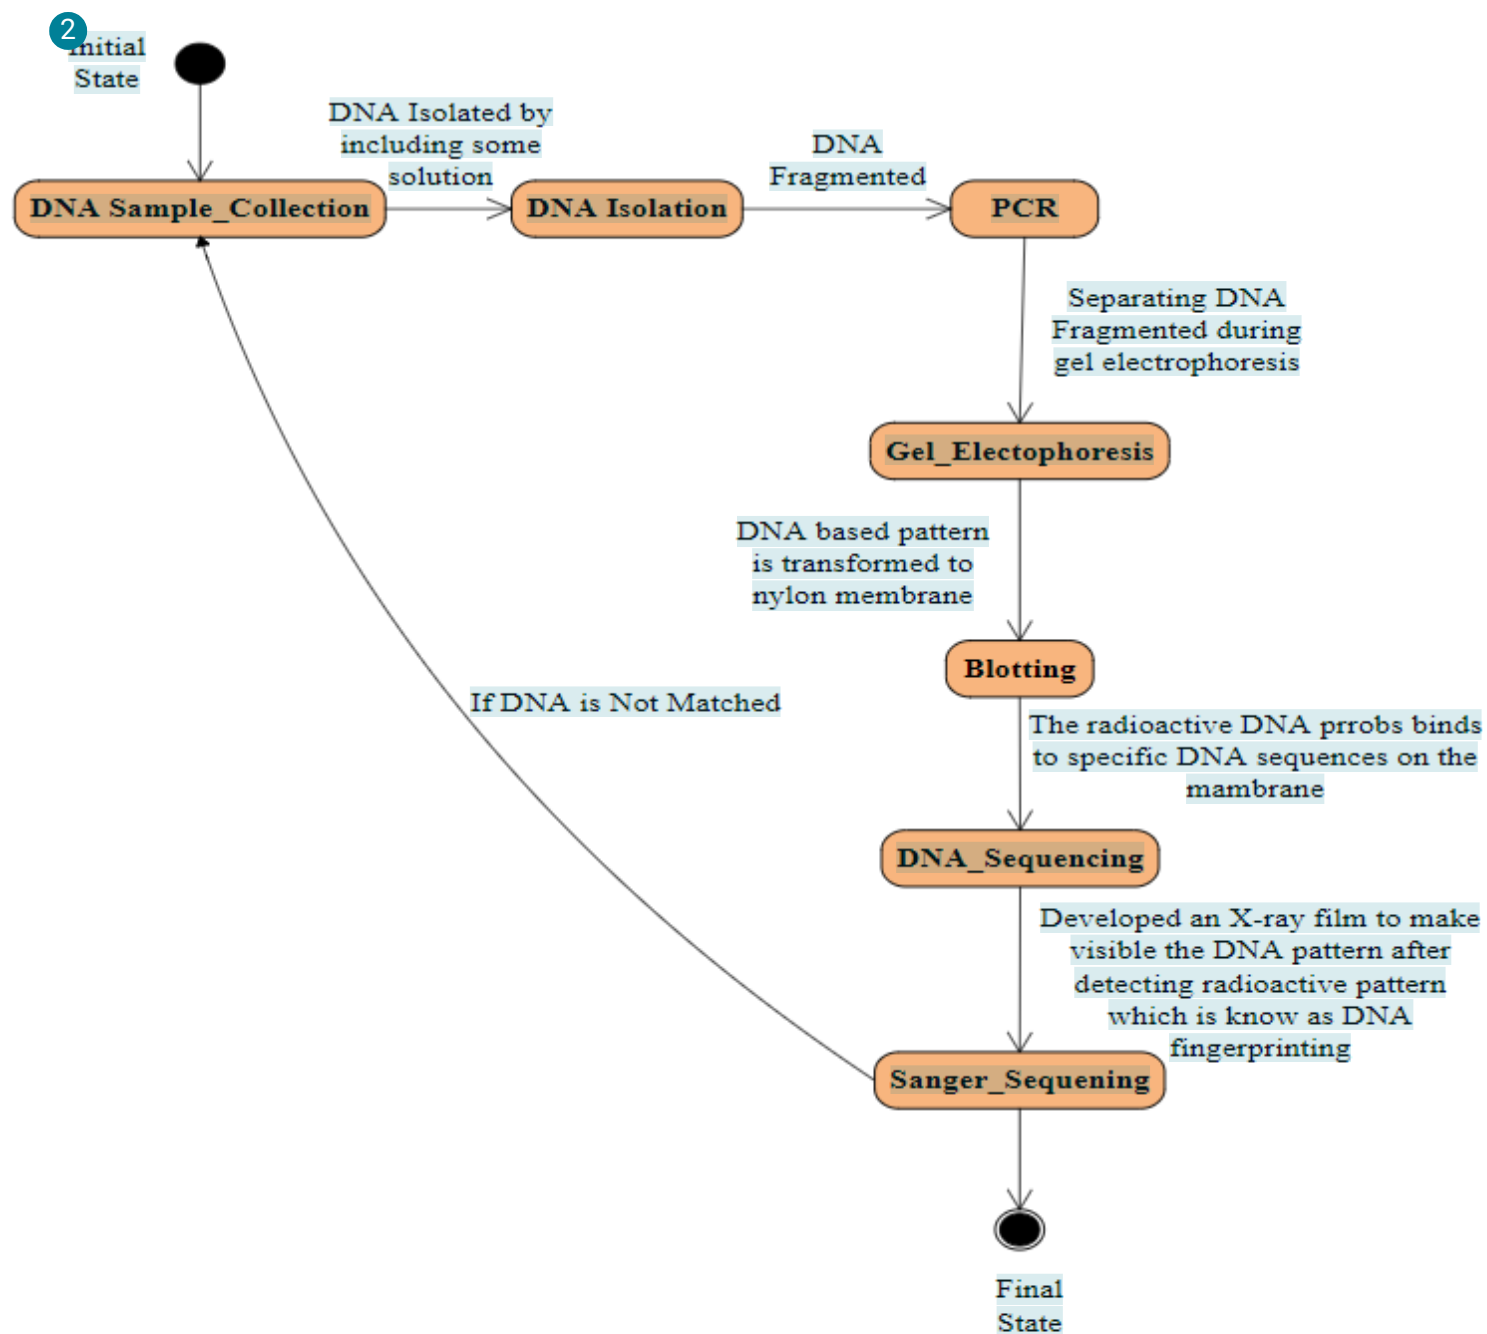 2
Initial
State
DNA Isolated by
including some
solution
DNA
Fragmented
DNA Sample_Collection
DNA Isolation
PCR
Separating DNA
Fragmented during
gel electrophoresis
Gel_Electophoresis
DNA based pattern
is transformed to
nylon membrane
Blotting
If DNA is Not Matched
The radioactive DNA prrobs binds
to specific DNA sequences on the
mambrane
DNA_Sequencing
Developed an X-ray film to make
visible the DNA pattern after
detecting radioactive pattern
which is know as DNA
fingerprinting
Sanger_Sequening
Final
State